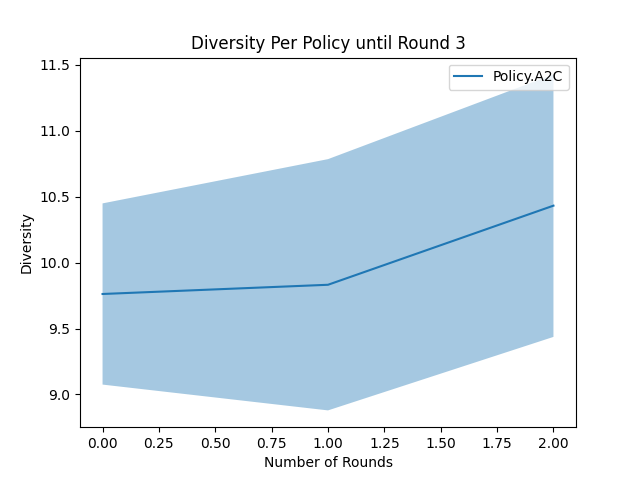 Diversity Per Policy until Round 3
Policy.A2C
Diversity
11.5
11.0
10.5
10.0
9.5
9.0
0.00 0.25 0.50 0.75 1.00 1.25 1.50 1.75 2.00
Number of Rounds